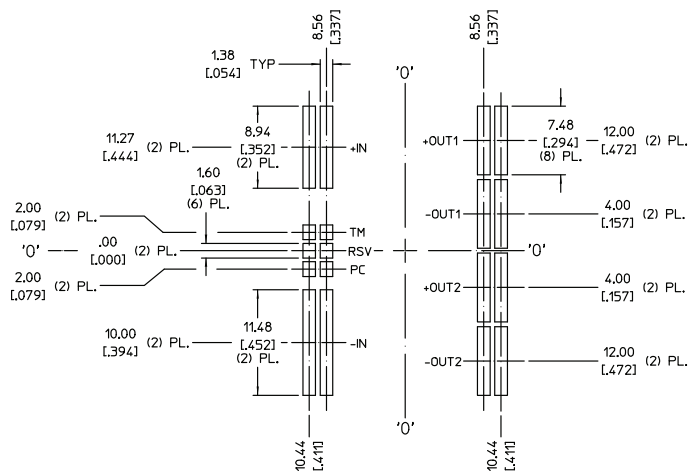 8.56
[.337]
8.56
[.337]
1.38
[.054]
TYP
'0'
'0'
11.27
[.444]
(2) PL.
8.94
[.352]
(2) PL.
+IN
+OUT1
7.48
[.294]
(8) PL.
12.00
[.472]
(2) PL.
1.60
[.063]
(6) PL.
2.00
[.079]
(2) PL.
TM
-OUT1
4.00
[.157]
(2) PL.
'0'
.00
[.000]
(2) PL.
RSV
'0'
2.00
[.079]
(2) PL.
PC
+OUT2
4.00
[.157]
(2) PL.
10.00
[.394]
(2) PL.
11.48
[.452]
(2) PL.
-IN
-OUT2
12.00
[.472]
(2) PL.
'0'
'0'
10.44
[.411]
10.44
[.411]